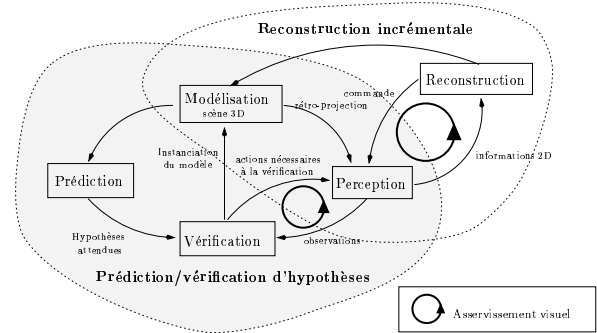 Reconstruction incrémentale
Reconstruction
Modélisation
scène 3D
commande
rétro-projection
Instanciation
du modèle
actions nécessaires
à la vérification
informations 2D
Prédiction
Perception
Hypothèses
attendues
Vérification
observations
Prédiction/vérification d'hypothèses
Asservissement visuel